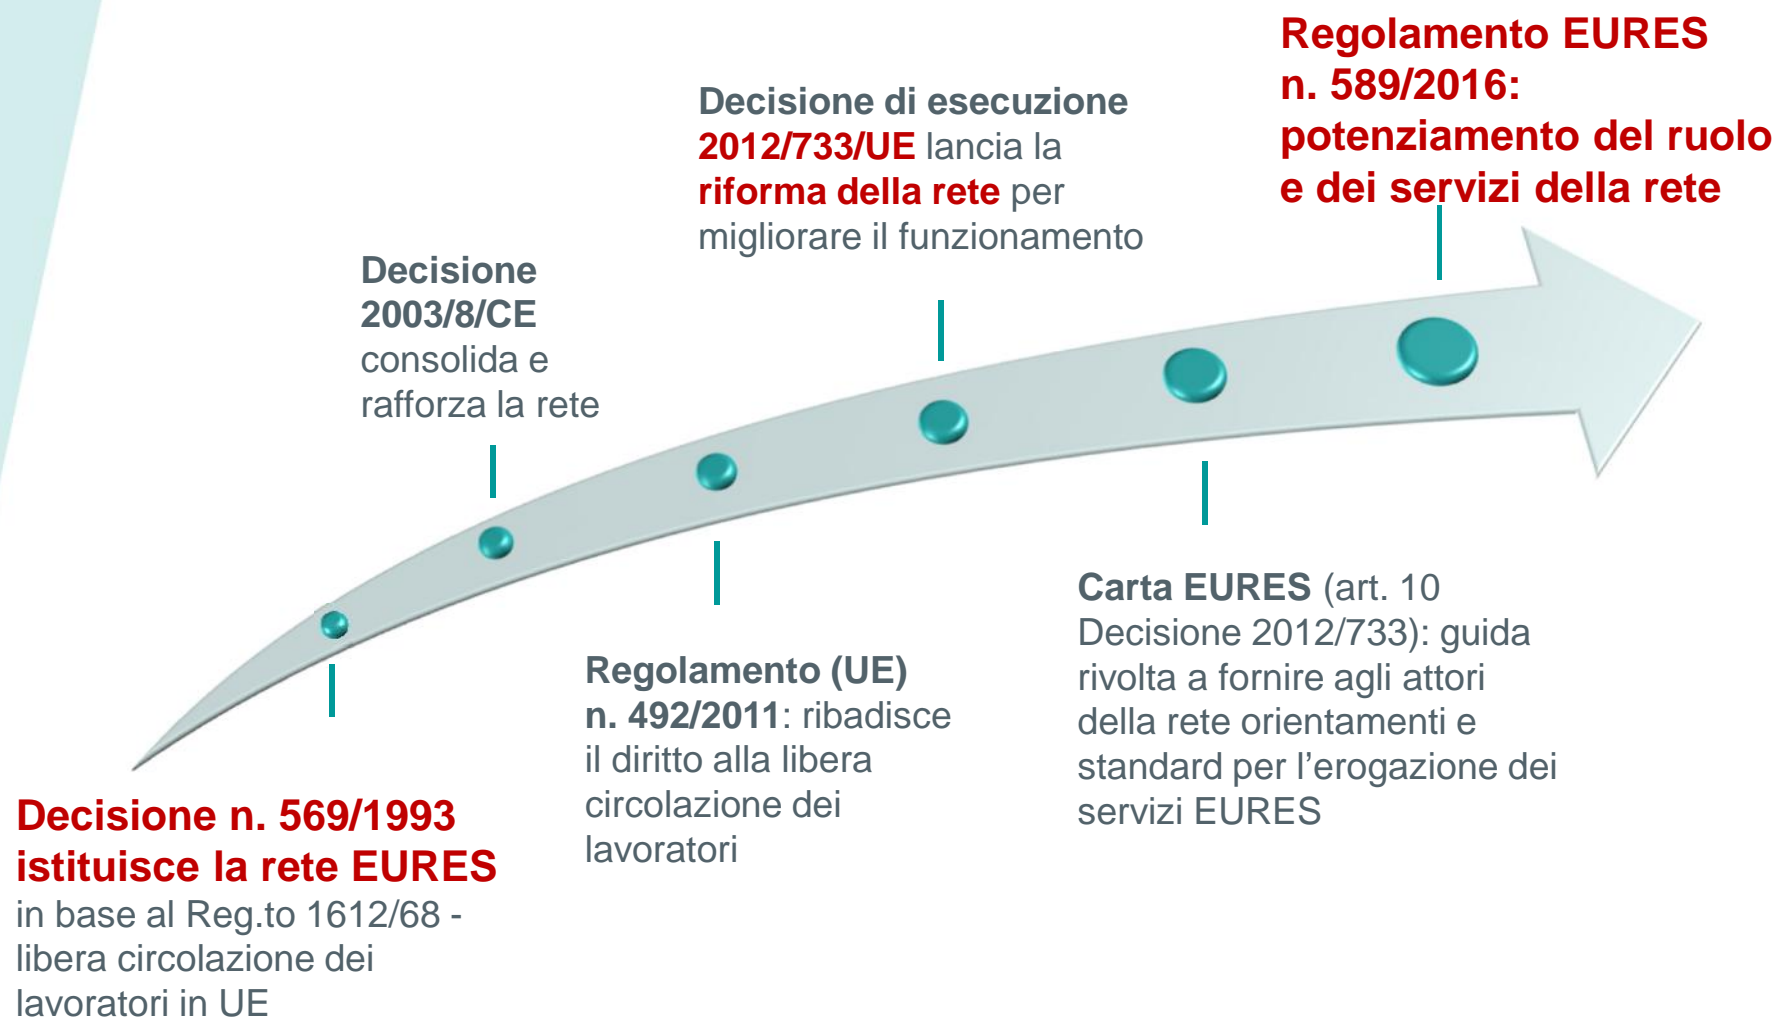 Decisione n. 569/1993
istituisce la rete EURES
in base al Reg.to 1612/68 -
libera circolazione dei
lavoratori in UE
Decisione
2003/8/CE
consolida e
rafforza la rete
Regolamento (UE)
n. 492/2011: ribadisce
il diritto alla libera
circolazione dei
lavoratori
Decisione di esecuzione
2012/733/UE lancia la
riforma della rete per
migliorare il funzionamento
Carta EURES (art. 10
Decisione 2012/733): guida
rivolta a fornire agli attori
della rete orientamenti e
standard per l’erogazione dei
servizi EURES
Regolamento EURES
n. 589/2016:
potenziamento del ruolo
e dei servizi della rete